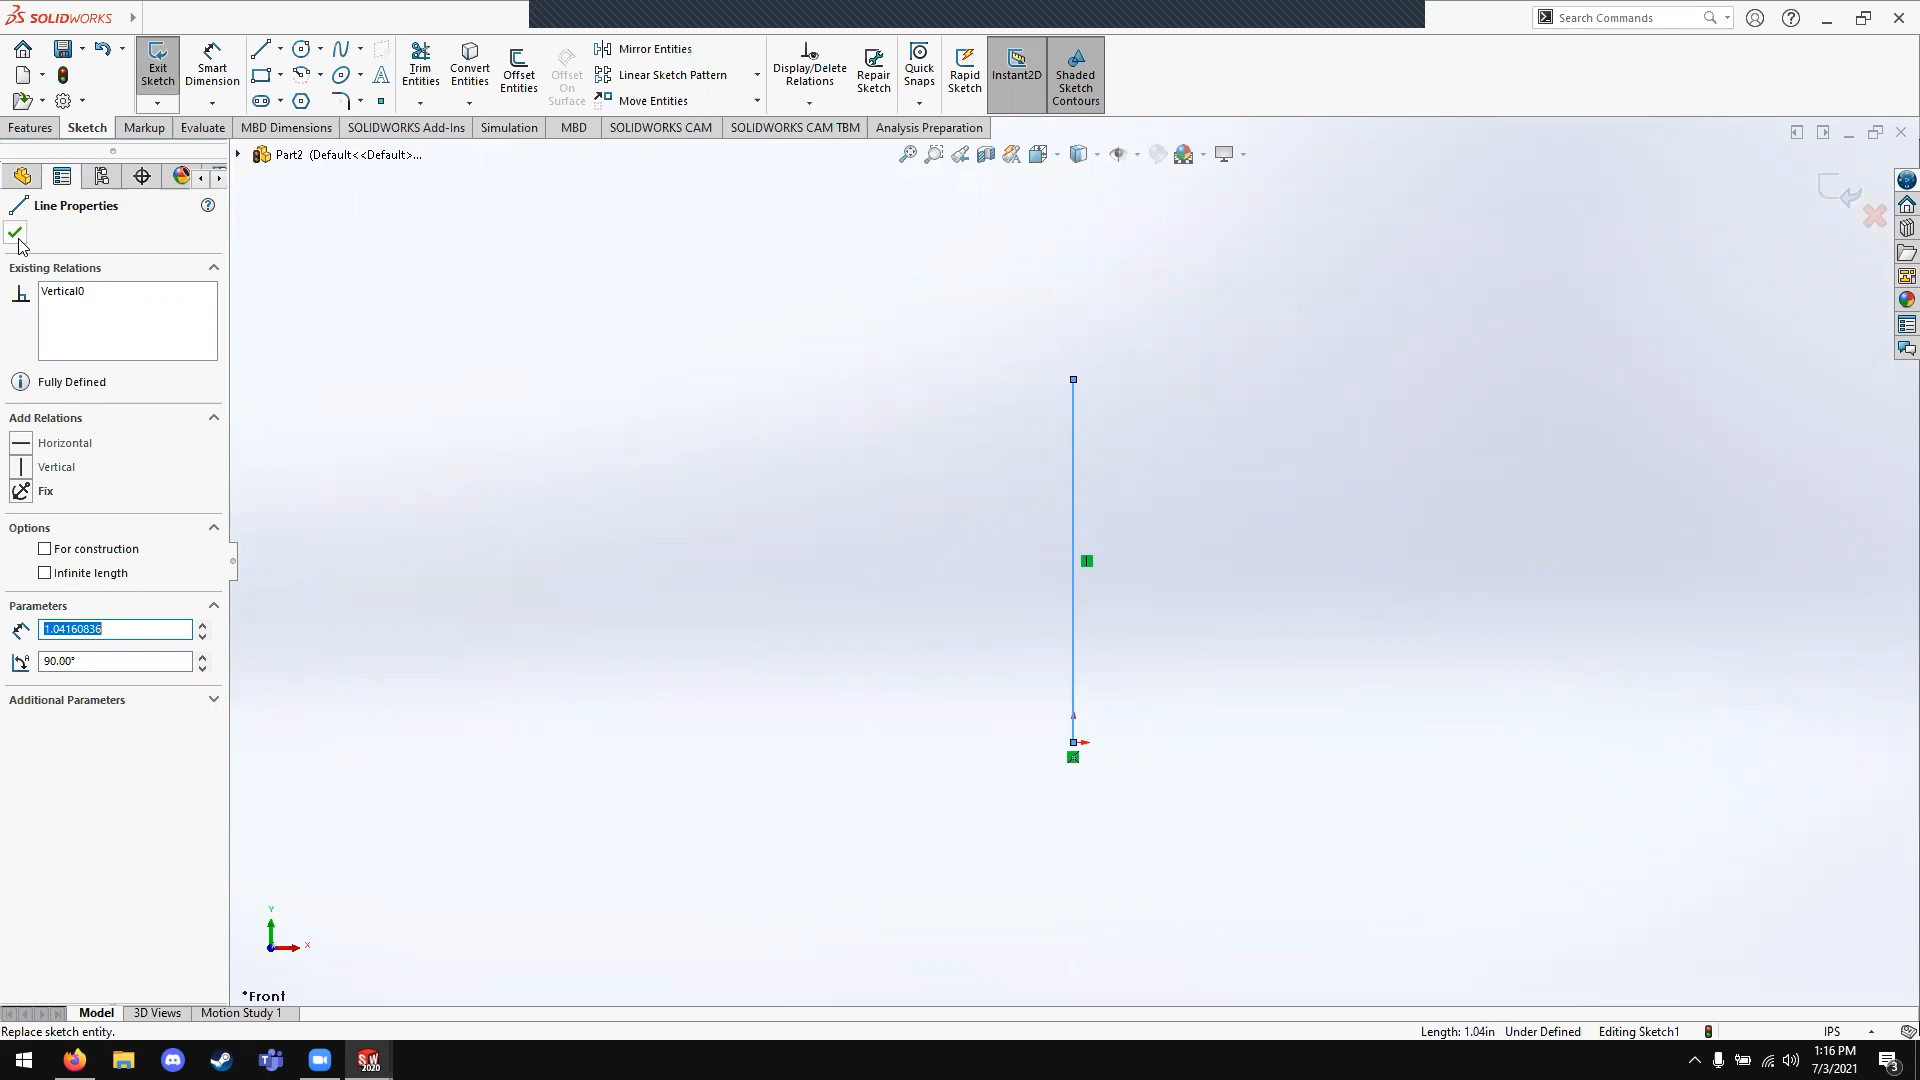 SOLIDWORKS
Search Commands
Exit Sketch
Smart Dimension
Trim Entities
Convert Entities
Offset Entities
Offset On Surface
Mirror Entities
Linear Sketch Pattern
Move Entities
Display/Delete Relations
Repair Sketch
Quick Snaps
Rapid Sketch
Instant2D
Shaded Sketch Contours
Features
Sketch
Markup
Evaluate
MBD Dimensions
SOLIDWORKS Add-Ins
Simulation
MBD
SOLIDWORKS CAM
SOLIDWORKS CAM TBM
Analysis Preparation
Part2 (Default<<Default>...
Line Properties
Existing Relations
Vertical0
Fully Defined
Add Relations
Horizontal
Vertical
Fix
Options
For construction
Infinite length
Parameters
1.04160836
90.00°
Additional Parameters
Y
X
*Front
Model
3D Views
Motion Study 1
Replace sketch entity.
Length: 1.04in
Under Defined
Editing Sketch1
IPS
SW 2020
1:16 PM
7/3/2021
3